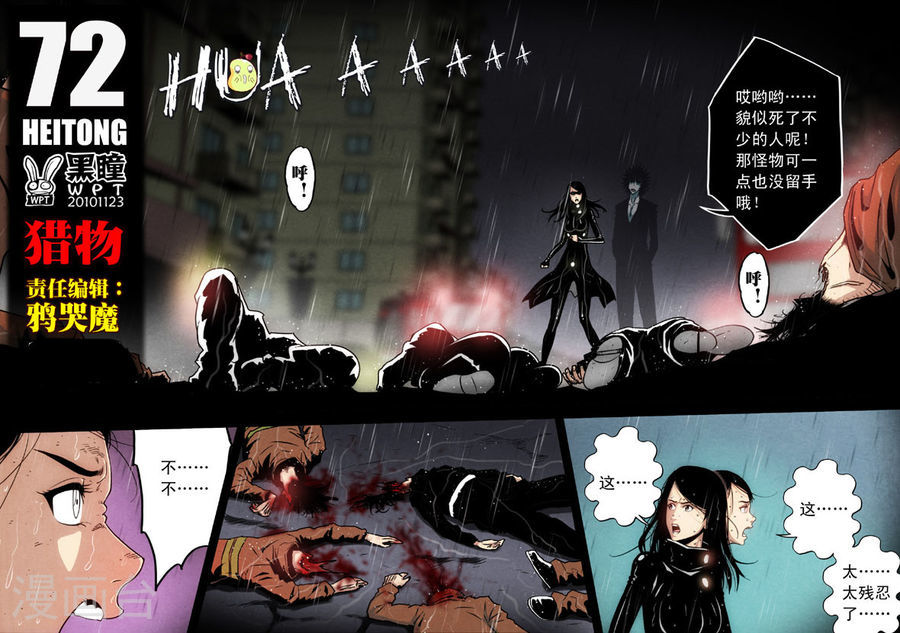 72
HEITONG
黑瞳
WPT
WPT
20101123
猎物
责任编辑：
鸦哭魔
HUA A A A A A
哎哟哟……
貌似死了不
少的人呢！
那怪物可一
点也没留手
哦！
呼！
呼！
不……
不……
这……
这…
太…
太残忍
了……
漫画台